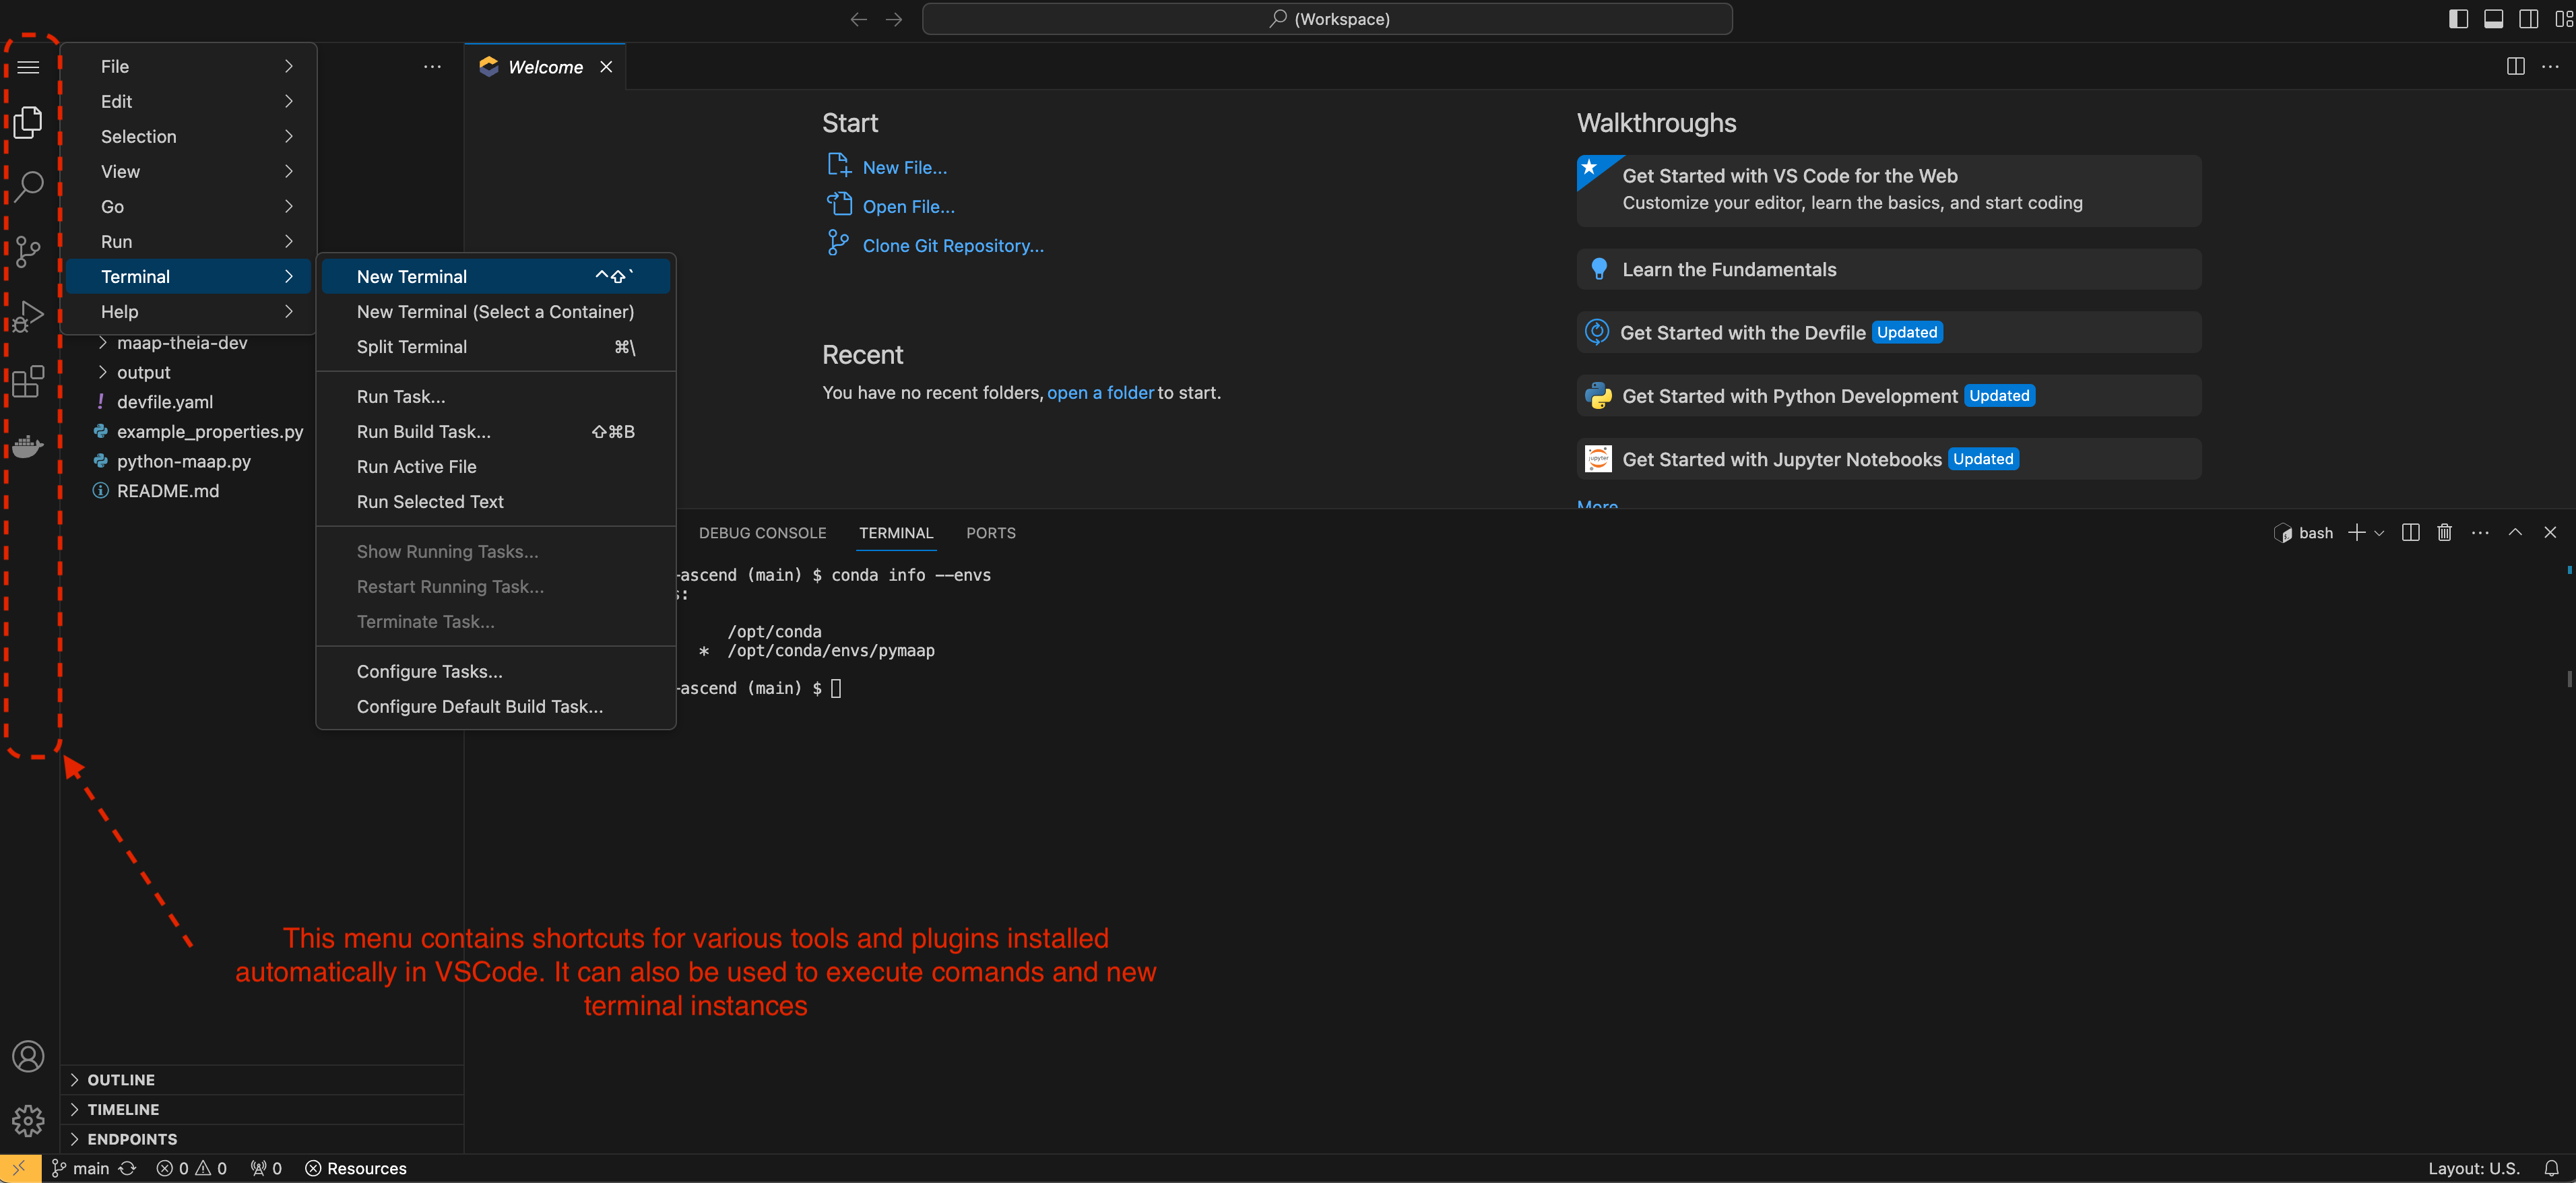 (Workspace)
File
Edit
Selection
View
Go
Run
Terminal
Help
New Terminal ^⇧`
New Terminal (Select a Container)
Split Terminal ⌘\
Run Task...
Run Build Task... ⇧⌘B
Run Active File
Run Selected Text
Show Running Tasks...
Restart Running Task...
Terminate Task...
Configure Tasks...
Configure Default Build Task...
maap-theia-dev
output
! devfile.yaml
example_properties.py
python-maap.py
README.md
OUTLINE
TIMELINE
ENDPOINTS
Welcome
Start
New File...
Open File...
Clone Git Repository...
Recent
You have no recent folders, open a folder to start.
Walkthroughs
Get Started with VS Code for the Web
Customize your editor, learn the basics, and start coding
Learn the Fundamentals
Get Started with the Devfile Updated
Get Started with Python Development Updated
jupyter
Get Started with Jupyter Notebooks Updated
More
DEBUG CONSOLE TERMINAL PORTS
bash
-ascend (main) $ conda info --envs
s:
/opt/conda
* /opt/conda/envs/pymaap
-ascend (main) $
This menu contains shortcuts for various tools and plugins installed
automatically in VSCode. It can also be used to execute comands and new
terminal instances
main 0 0 0 Resources
Layout: U.S.